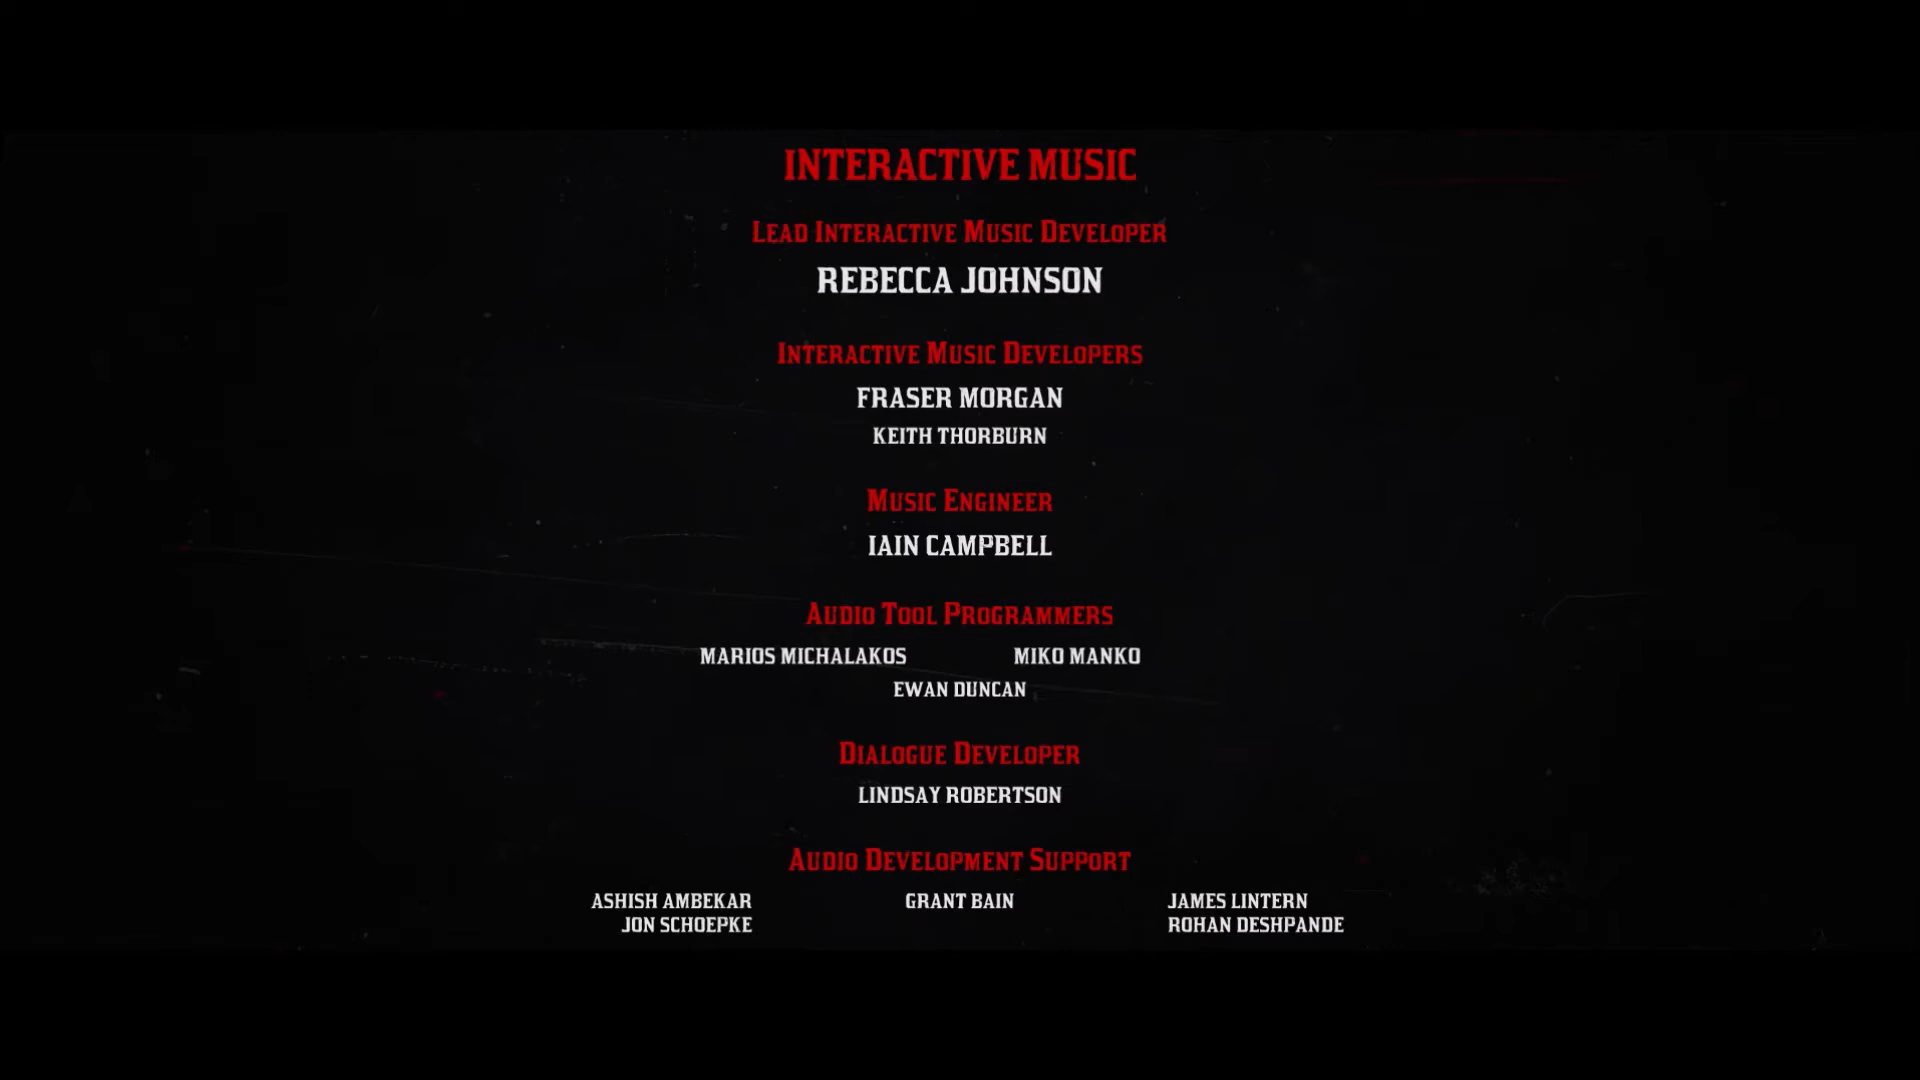 INTERACTIVE MUSIC
LEAD INTERACTIVE MUSIC DEVELOPER
REBECCA JOHNSON
INTERACTIVE MUSIC DEVELOPERS
FRASER MORGAN
KEITH THORBURN
MUSIC ENGINEER
IAIN CAMPBELL
AUDIO TOOL PROGRAMMERS
MARIOS MICHALAKOS MIKO MANKO
EWAN DUNCAN
DIALOGUE DEVELOPER
LINDSAY ROBERTSON
AUDIO DEVELOPMENT SUPPORT
ASHISH AMBEKAR GRANT BAIN JAMES LINTERN
JON SCHOEPKE ROHAN DESHPANDE